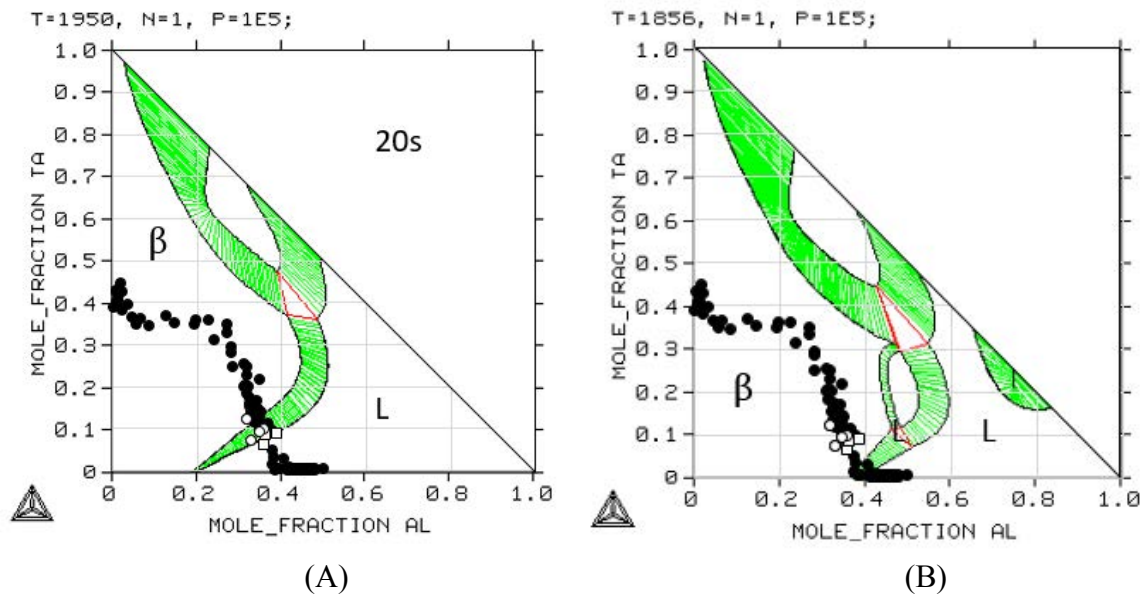 T=1950, N=1, P=1E5;
1.0
0.9
0.8
0.7
0.6
0.5
0.4
0.3
0.2
0.1
0
MOLE_FRACTION TA
20s
β
L
0
0.2
0.4
0.6
0.8
1.0
MOLE_FRACTION AL
(A)
T=1856, N=1, P=1E5;
1.0
0.9
0.8
0.7
0.6
0.5
0.4
0.3
0.2
0.1
0
MOLE_FRACTION TA
β
L
L
0
0.2
0.4
0.6
0.8
1.0
MOLE_FRACTION AL
(B)